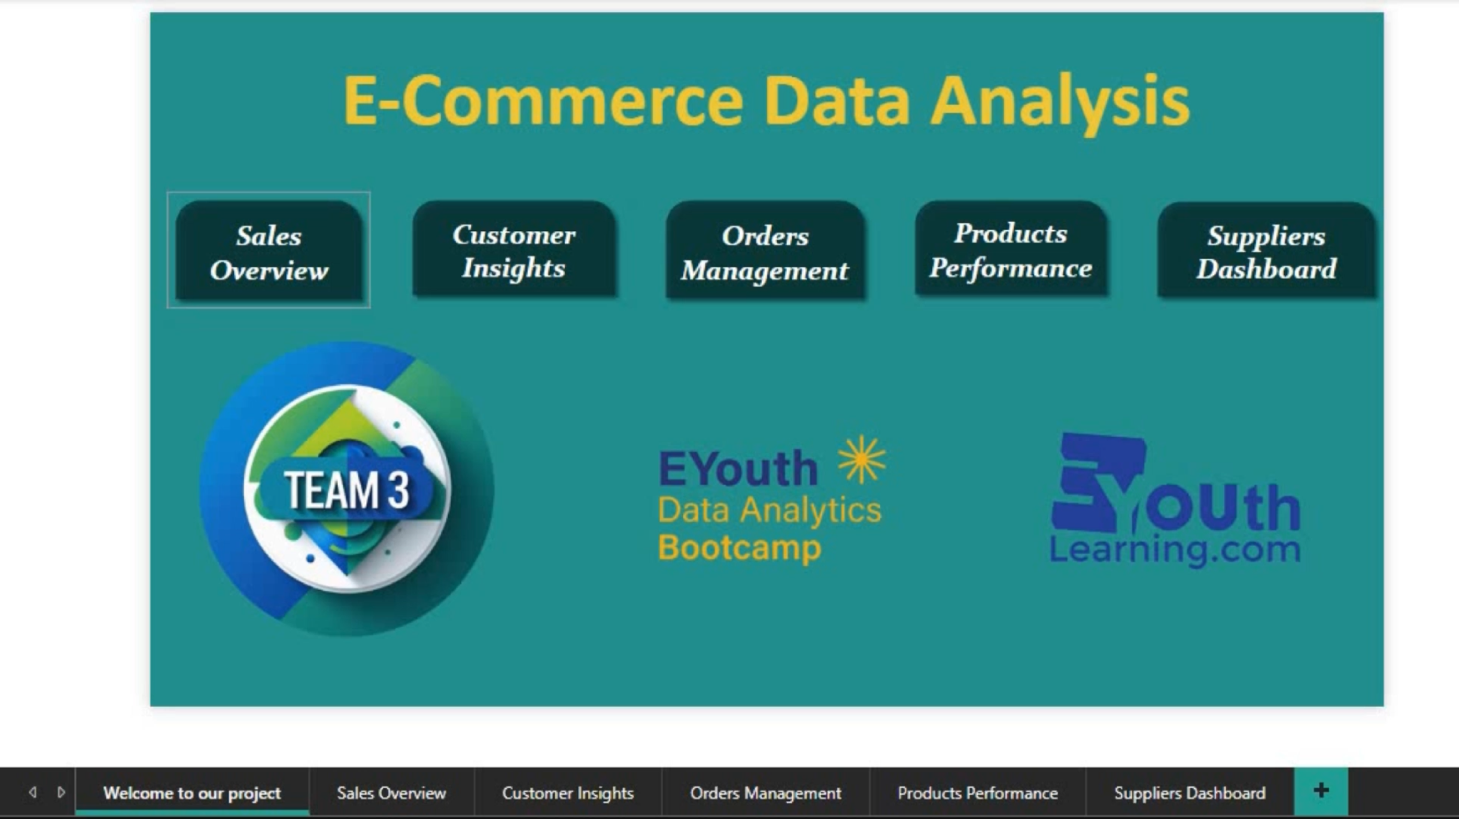 E-Commerce Data Analysis
Sales
Overview
Customer
Insights
Orders
Management
Products
Performance
Suppliers
Dashboard
TEAM 3
EYouth
Data Analytics
Bootcamp
EYouth
Learning.com
Welcome to our project
Sales Overview
Customer Insights
Orders Management
Products Performance
Suppliers Dashboard
+